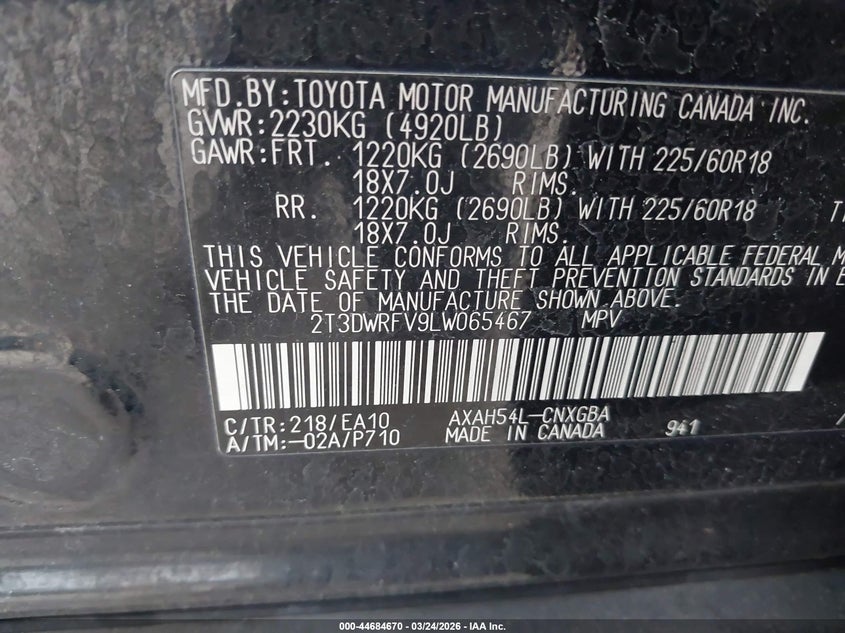 MFD.BY:TOYOTA MOTOR MANUFACTURING CANADA INC.
GVWR:2230KG (4920LB)
GAWR:FRT. 1220KG (2690LB) WITH 225/60R18
18X7.0J RIMS.
RR. 1220KG (2690LB) WITH 225/60R18
18X7.0J RIMS.
THIS VEHICLE CONFORMS TO ALL APPLICABLE FEDERAL
VEHICLE SAFETY AND THEFT PREVENTION STANDARDS IN
THE DATE OF MANUFACTURE SHOWN ABOVE.
2T3DWRFV9LW065467 MPV
C/TR:218/EA10 AXAH54L-CNXGBA
A/TM:-02A/P710 MADE IN CANADA 941
000-44684670 | 03/24/2026 | IAA Inc.